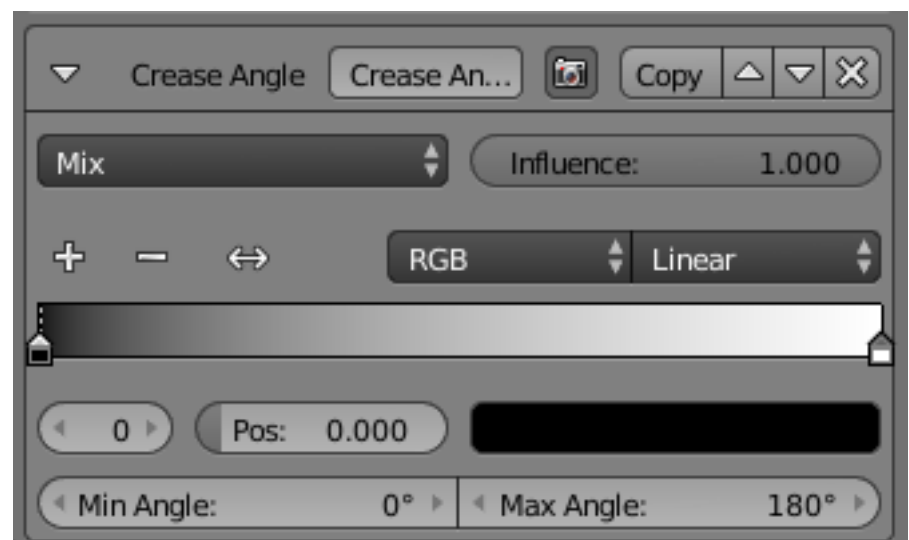 Crease Angle Crease An... Copy
Mix Influence: 1.000
RGB Linear
0 Pos: 0.000
Min Angle: 0° Max Angle: 180°